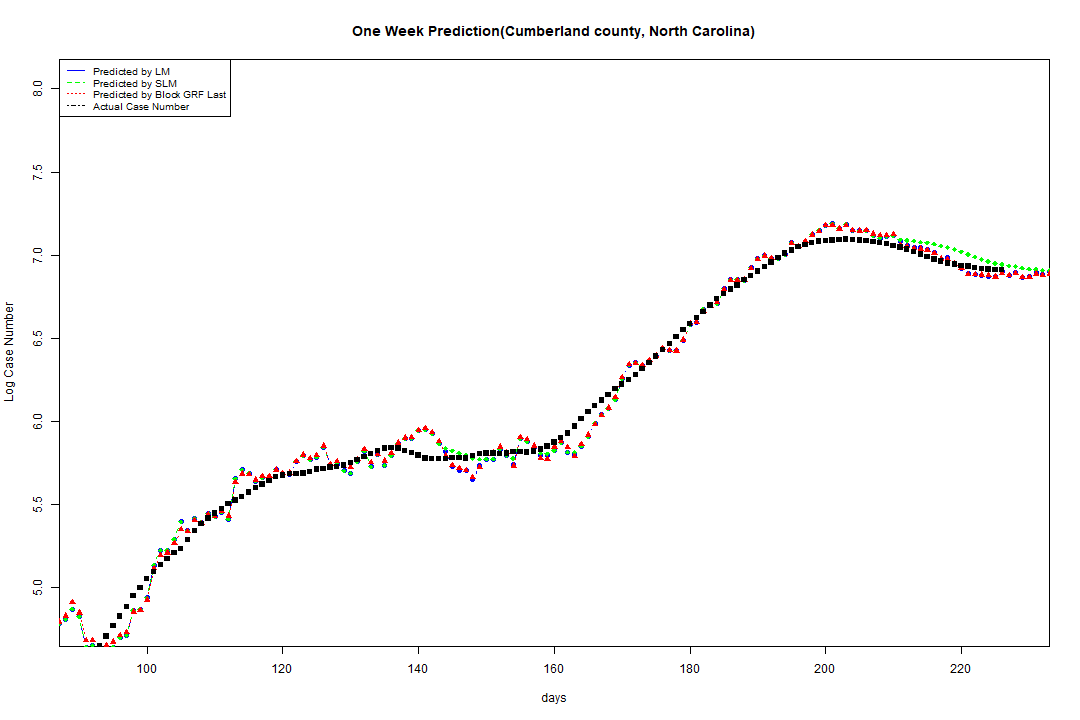 One Week Prediction(Cumberland county, North Carolina)
Predicted by LM
Predicted by SLM
Predicted by Block GRF Last
Actual Case Number
8.0
7.5
7.0
6.5
6.0
5.5
5.0
Log Case Number
100 120 140 160 180 200 220
days